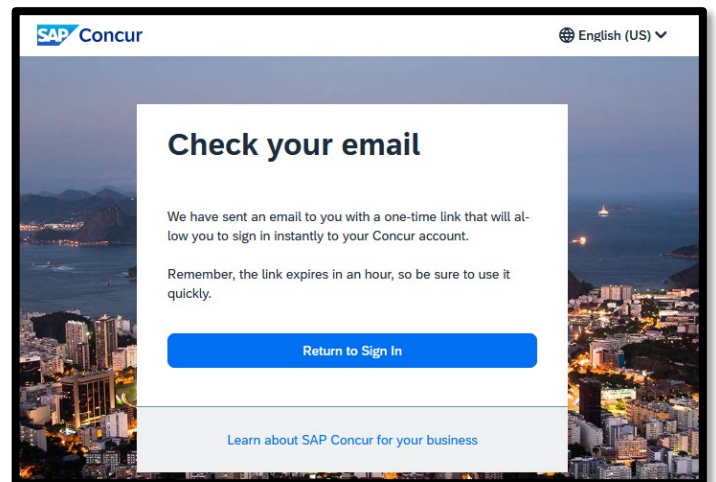 SAP Concur
English (US)
Check your email
We have sent an email to you with a one-time link that will al-
low you to sign in instantly to your Concur account.
Remember, the link expires in an hour, so be sure to use it
quickly.
Return to Sign In
Learn about SAP Concur for your business